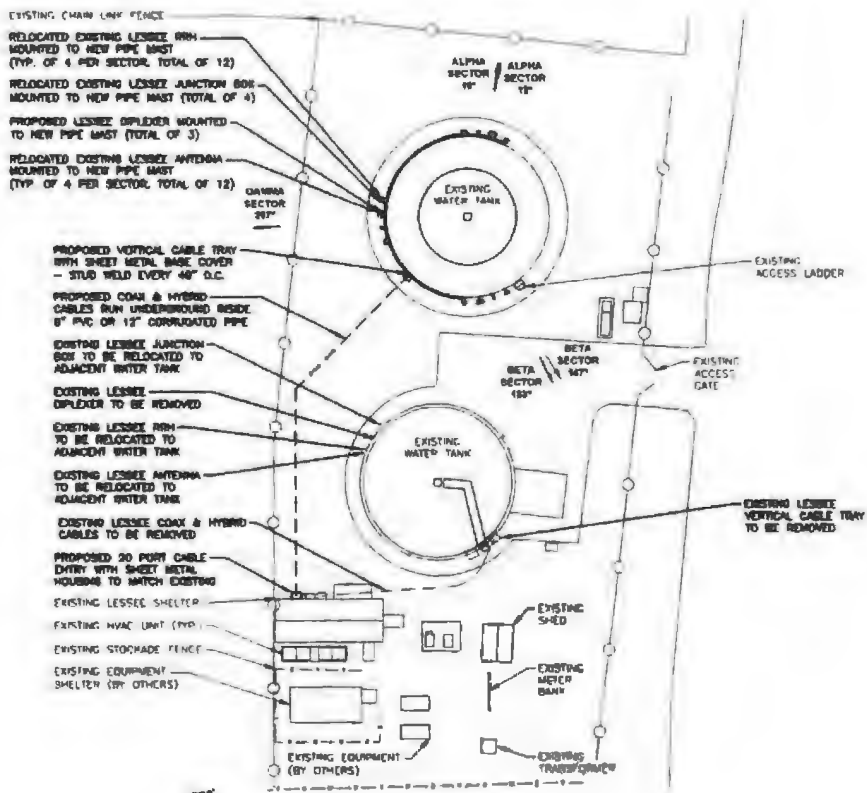 EXISTING CHAIN LINK FENCE
RELOCATED EXISTING LESSEE RRH
MOUNTED TO NEW PIPE MAST
(TYP. OF 4 PER SECTOR, TOTAL OF 12)
RELOCATED EXISTING LESSEE JUNCTION BOX
MOUNTED TO NEW PIPE MAST (TOTAL OF 4)
PROPOSED LESSEE DIPLEXER MOUNTED
TO NEW PIPE MAST (TOTAL OF 3)
RELOCATED EXISTING LESSEE ANTENNA
MOUNTED TO NEW PIPE MAST
(TYP OF 4 PER SECTOR, TOTAL OF 12)
ALPHA
SECTOR
ALPHA
SECTOR
GAMMA
SECTOR
EXISTING
WATER TANK
PROPOSED VERTICAL CABLE TRAY
WITH SHEET METAL BASE COVER
- STUD WELD EVERY 48" O.C.
PROPOSED COAX & HYBRID
CABLES RUN UNDERGROUND INSIDE
PVC OR 12" CORRUGATED PIPE
EXISTING
ACCESS LADDER
EXISTING LESSEE JUNCTION
BOX TO BE RELOCATED TO
ADJACENT WATER TANK
BETA
SECTOR
BETA
SECTOR
EXISTING
ACCESS
GATE
EXISTING LESSEE
DIPLEXER TO BE REMOVED
EXISTING LESSEE RRH
TO BE RELOCATED TO
ADJACENT WATER TANK
EXISTING LESSEE ANTENNA
TO BE RELOCATED TO
ADJACENT WATER TANK
EXISTING
WATER TANK
EXISTING LESSEE COAX & HYBRID
CABLES TO BE REMOVED
EXISTING LESSEE
VERTICAL CABLE TRAY
TO BE REMOVED
PROPOSED 20 PORT CABLE
ENTRY WITH SHEET METAL
HOUSING TO MATCH EXISTING
EXISTING LESSEE SHELTER
EXISTING HVAC UNIT (TYP.)
EXISTING STOCKADE FENCE
EXISTING EQUIPMENT
SHELTER (BY OTHERS)
EXISTING
SHED
EXISTING
METER
BANK
EXISTING EQUIPMENT
(BY OTHERS)
EXISTING
TRANSFORMER